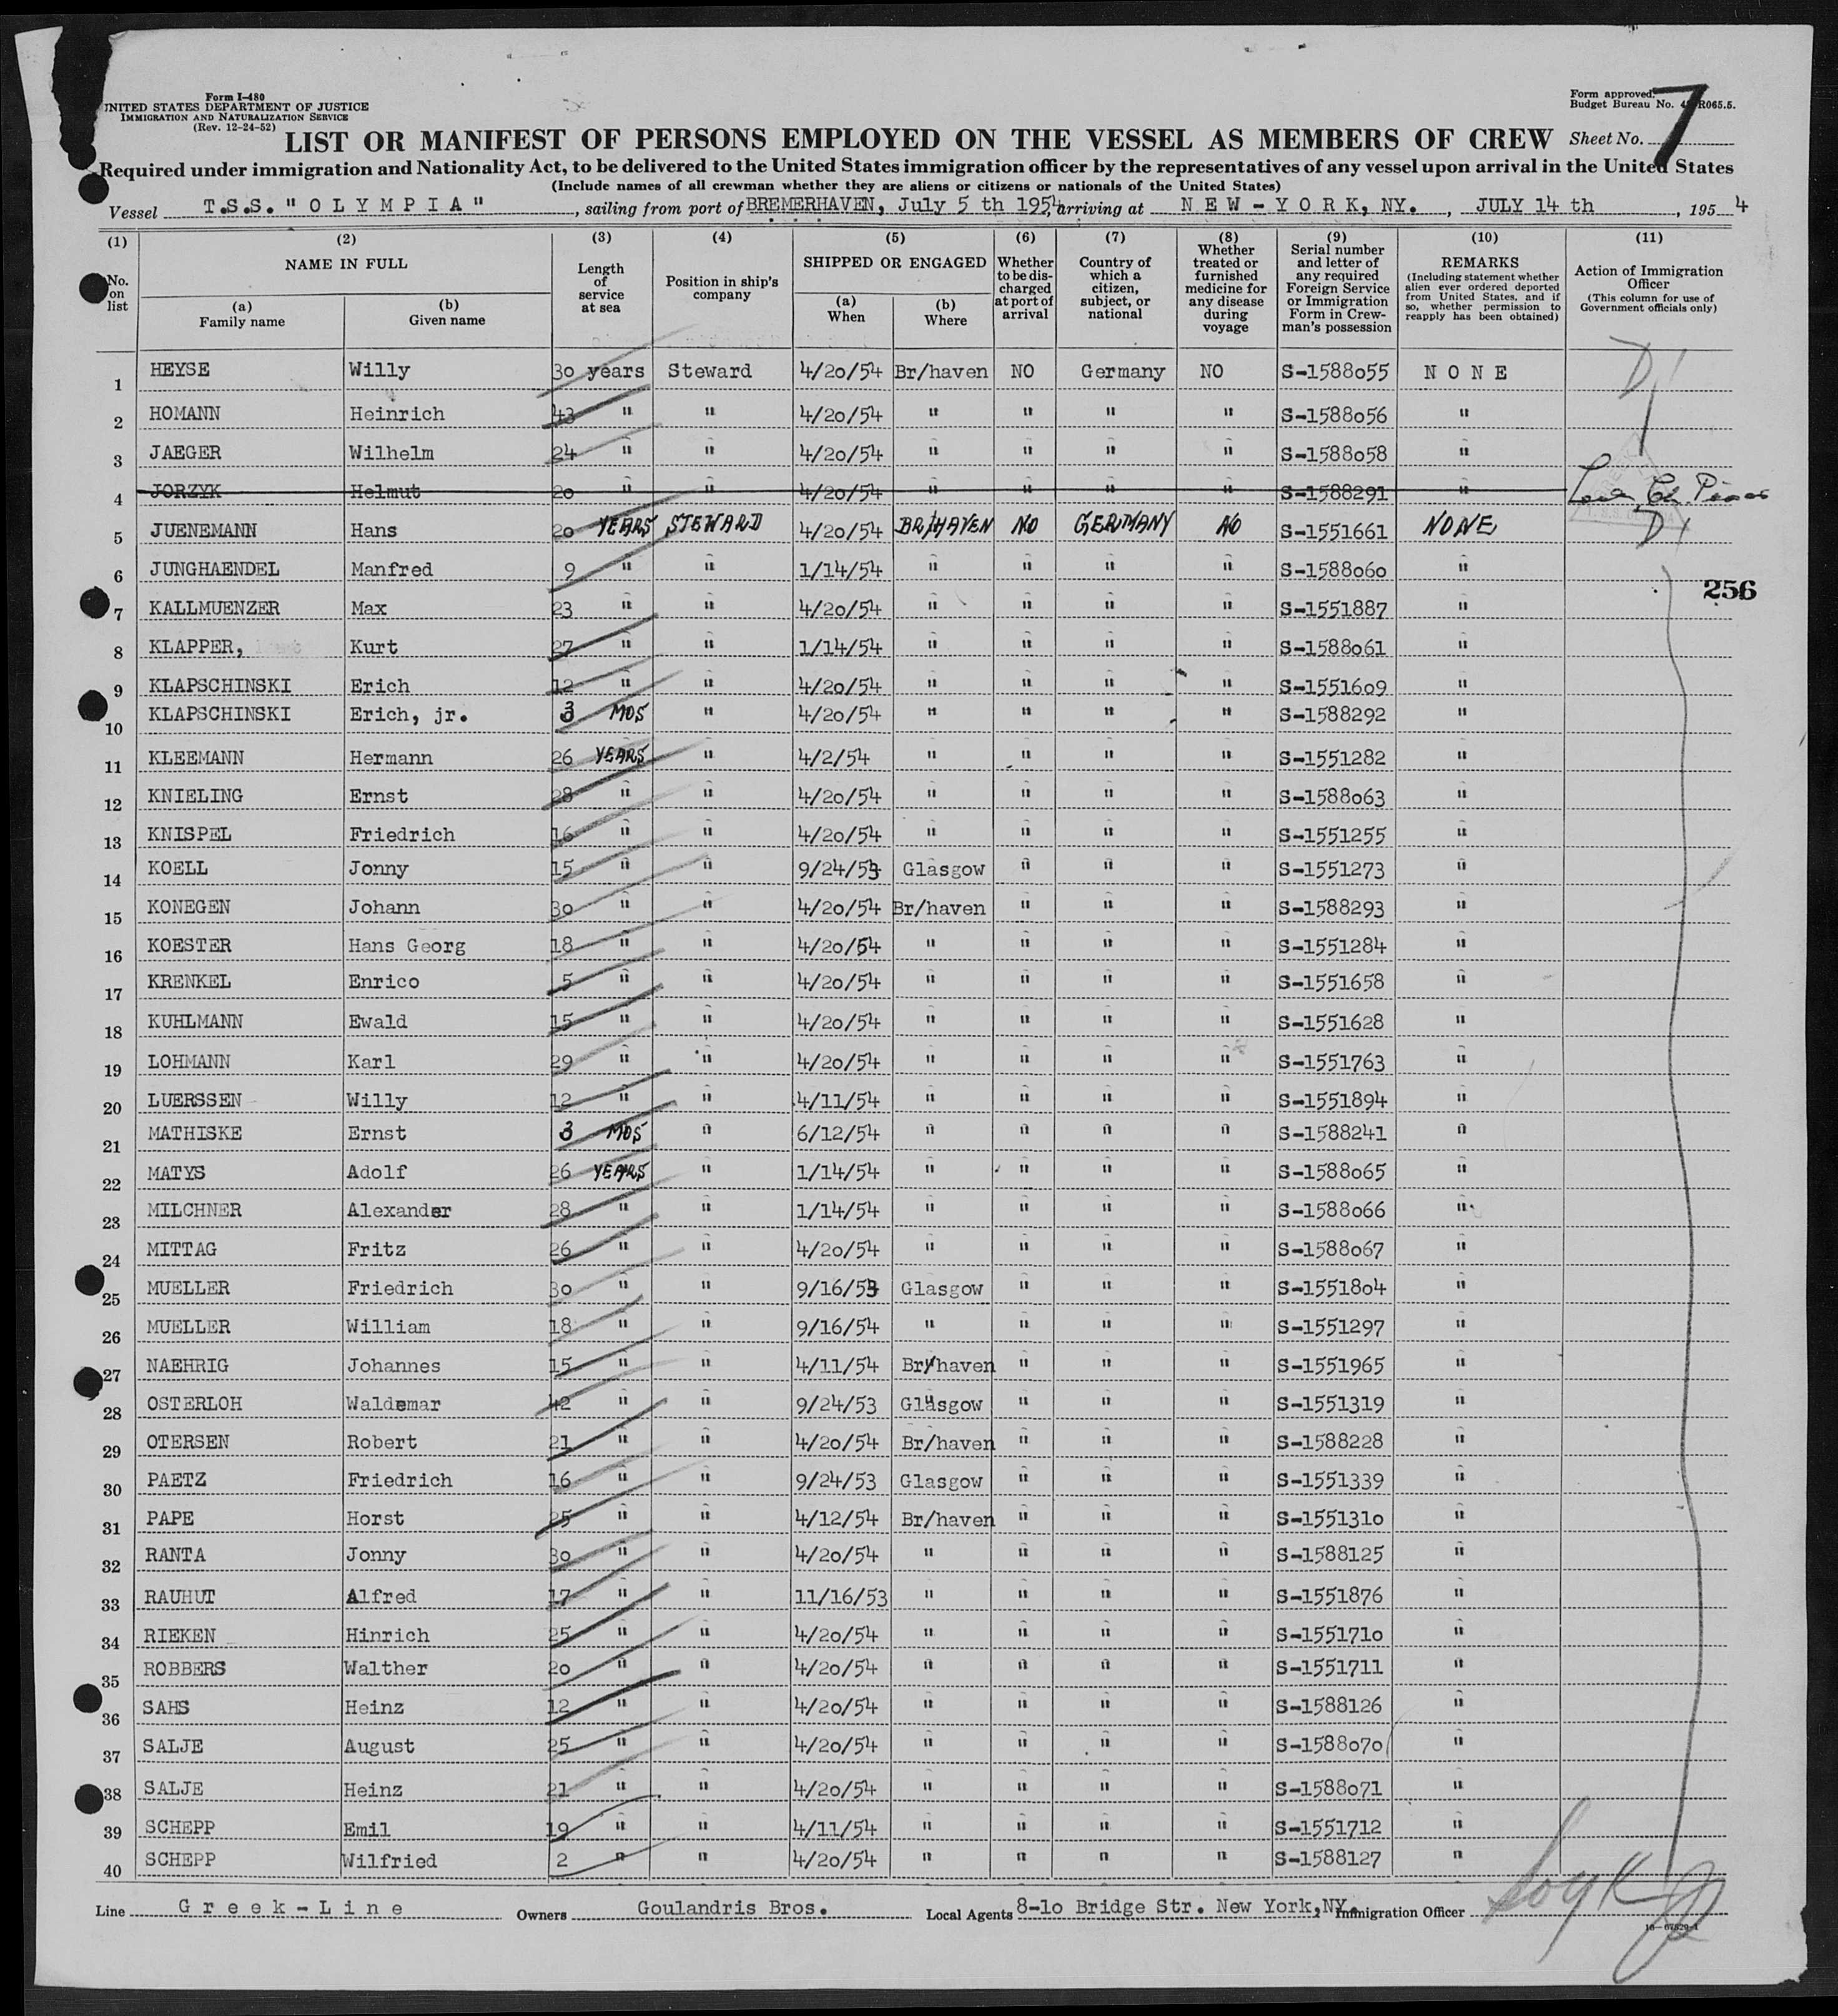 Form I-480
UNITED STATES DEPARTMENT OF JUSTICE
IMMIGRATION AND NATURALIZATION SERVICE
(Rev. 12-24-52)
Form approved.
Budget Bureau No. R065.5.
LIST OR MANIFEST OF PERSONS EMPLOYED ON THE VESSEL AS MEMBERS OF CREW Sheet No. 7
Required under immigration and Nationality Act, to be delivered to the United States immigration officer by the representatives of any vessel upon arrival in the United States
(Include names of all crewman whether they are aliens or citizens or nationals of the United States)
Vessel T.S.S. "OLYMPIA", sailing from port of BREMERHAVEN, July 5 th 1954, arriving at NEW-YORK, NY., JULY 14 th, 1954
(1) (2) (3) (4) (5) (6) (7) (8) (9) (10) (11)
No. on list
NAME IN FULL
(a) Family name
(b) Given name
Length of service at sea
Position in ship's company
SHIPPED OR ENGAGED
(a) When
(b) Where
Whether to be discharged at port of arrival
Country of which a citizen, subject, or national
Whether treated or furnished medicine for any disease during voyage
Serial number and letter of any required Foreign Service or Immigration Form in Crewman's possession
REMARKS
(Including statement whether alien ever ordered deported from United States, and if so, whether permission to reapply has been obtained)
Action of Immigration Officer
(This column for use of Government officials only)
1 HEYSE Willy 30 years Steward 4/20/54 Br/haven NO Germany NO S-1588055 NONE D1
2 HOMANN Heinrich 43 " " 4/20/54 " " " " S-1588056 "
3 JAEGER Wilhelm 24 " " 4/20/54 " " " " S-1588058 "
4 JORZYK Helmut 20 " " 4/20/54 " " " " S-1588291 "
5 JUENEMANN Hans 20 YEARS STEWARD 4/20/54 BR/HAVEN NO GERMANY NO S-1551661 NONE D1
6 JUNGHAENDEL Manfred 9 " " 1/14/54 " " " " S-1588060 "
256
7 KALLMUENZER Max 23 " " 4/20/54 " " " " S-1551887 "
8 KLAPPER, Kurt 27 " " 1/14/54 " " " " S-1588061 "
9 KLAPSCHINSKI Erich 12 " " 4/20/54 " " " " S-1551609 "
10 KLAPSCHINSKI Erich, jr. 3 MOS " 4/20/54 " " " " S-1588292 "
11 KLEEMANN Hermann 26 YEARS " 4/2/54 " " " " S-1551282 "
12 KNIELING Ernst 28 " " 4/20/54 " " " " S-1588063 "
13 KNISPEL Friedrich 16 " " 4/20/54 " " " " S-1551255 "
14 KOELL Jonny 15 " " 9/24/53 Glasgow " " " S-1551273 "
15 KONEGEN Johann 30 " " 4/20/54 Br/haven " " " S-1588293 "
16 KOESTER Hans Georg 18 " " 4/20/54 " " " " S-1551284 "
17 KRENKEL Enrico 5 " " 4/20/54 " " " " S-1551658 "
18 KUHLMANN Ewald 15 " " 4/20/54 " " " " S-1551628 "
19 LOHMANN Karl 29 " " 4/20/54 " " " " S-1551763 "
20 LUERSSEN Willy 12 " " 4/11/54 " " " " S-1551894 "
21 MATHISKE Ernst 3 MOS " 6/12/54 " " " " S-1588241 "
22 MATYS Adolf 26 YEARS " 1/14/54 " " " " S-1588065 "
23 MILCHNER Alexander 28 " " 1/14/54 " " " " S-1588066 "
24 MITTAG Fritz 26 " " 4/20/54 " " " " S-1588067 "
25 MUELLER Friedrich 30 " " 9/16/53 Glasgow " " " S-1551804 "
26 MUELLER William 18 " " 9/16/54 " " " " S-1551297 "
27 NAEHRIG Johannes 15 " " 4/11/54 Br/haven " " " S-1551965 "
28 OSTERLOH Waldemar 42 " " 9/24/53 Glasgow " " " S-1551319 "
29 OTERSEN Robert 21 " " 4/20/54 Br/haven " " " S-1588228 "
30 PAETZ Friedrich 16 " " 9/24/53 Glasgow " " " S-1551339 "
31 PAPE Horst 25 " " 4/12/54 Br/haven " " " S-1551310 "
32 RANTA Jonny 30 " " 4/20/54 " " " " S-1588125 "
33 RAUHUT Alfred 17 " " 11/16/53 " " " " S-1551876 "
34 RIEKEN Hinrich 25 " " 4/20/54 " " " " S-1551710 "
35 ROBBERS Walther 20 " " 4/20/54 " " " " S-1551711 "
36 SAHS Heinz 12 " " 4/20/54 " " " " S-1588126 "
37 SALJE August 25 " " 4/20/54 " " " " S-1588070 "
38 SALJE Heinz 21 " " 4/20/54 " " " " S-1588071 "
39 SCHEPP Emil 19 " " 4/11/54 " " " " S-1551712 "
40 SCHEPP Wilfried 2 " " 4/20/54 " " " " S-1588127 "
Line Greek-Line Owners Goulandris Bros. Local Agents 8-10 Bridge Str. New York, NY. Immigration Officer